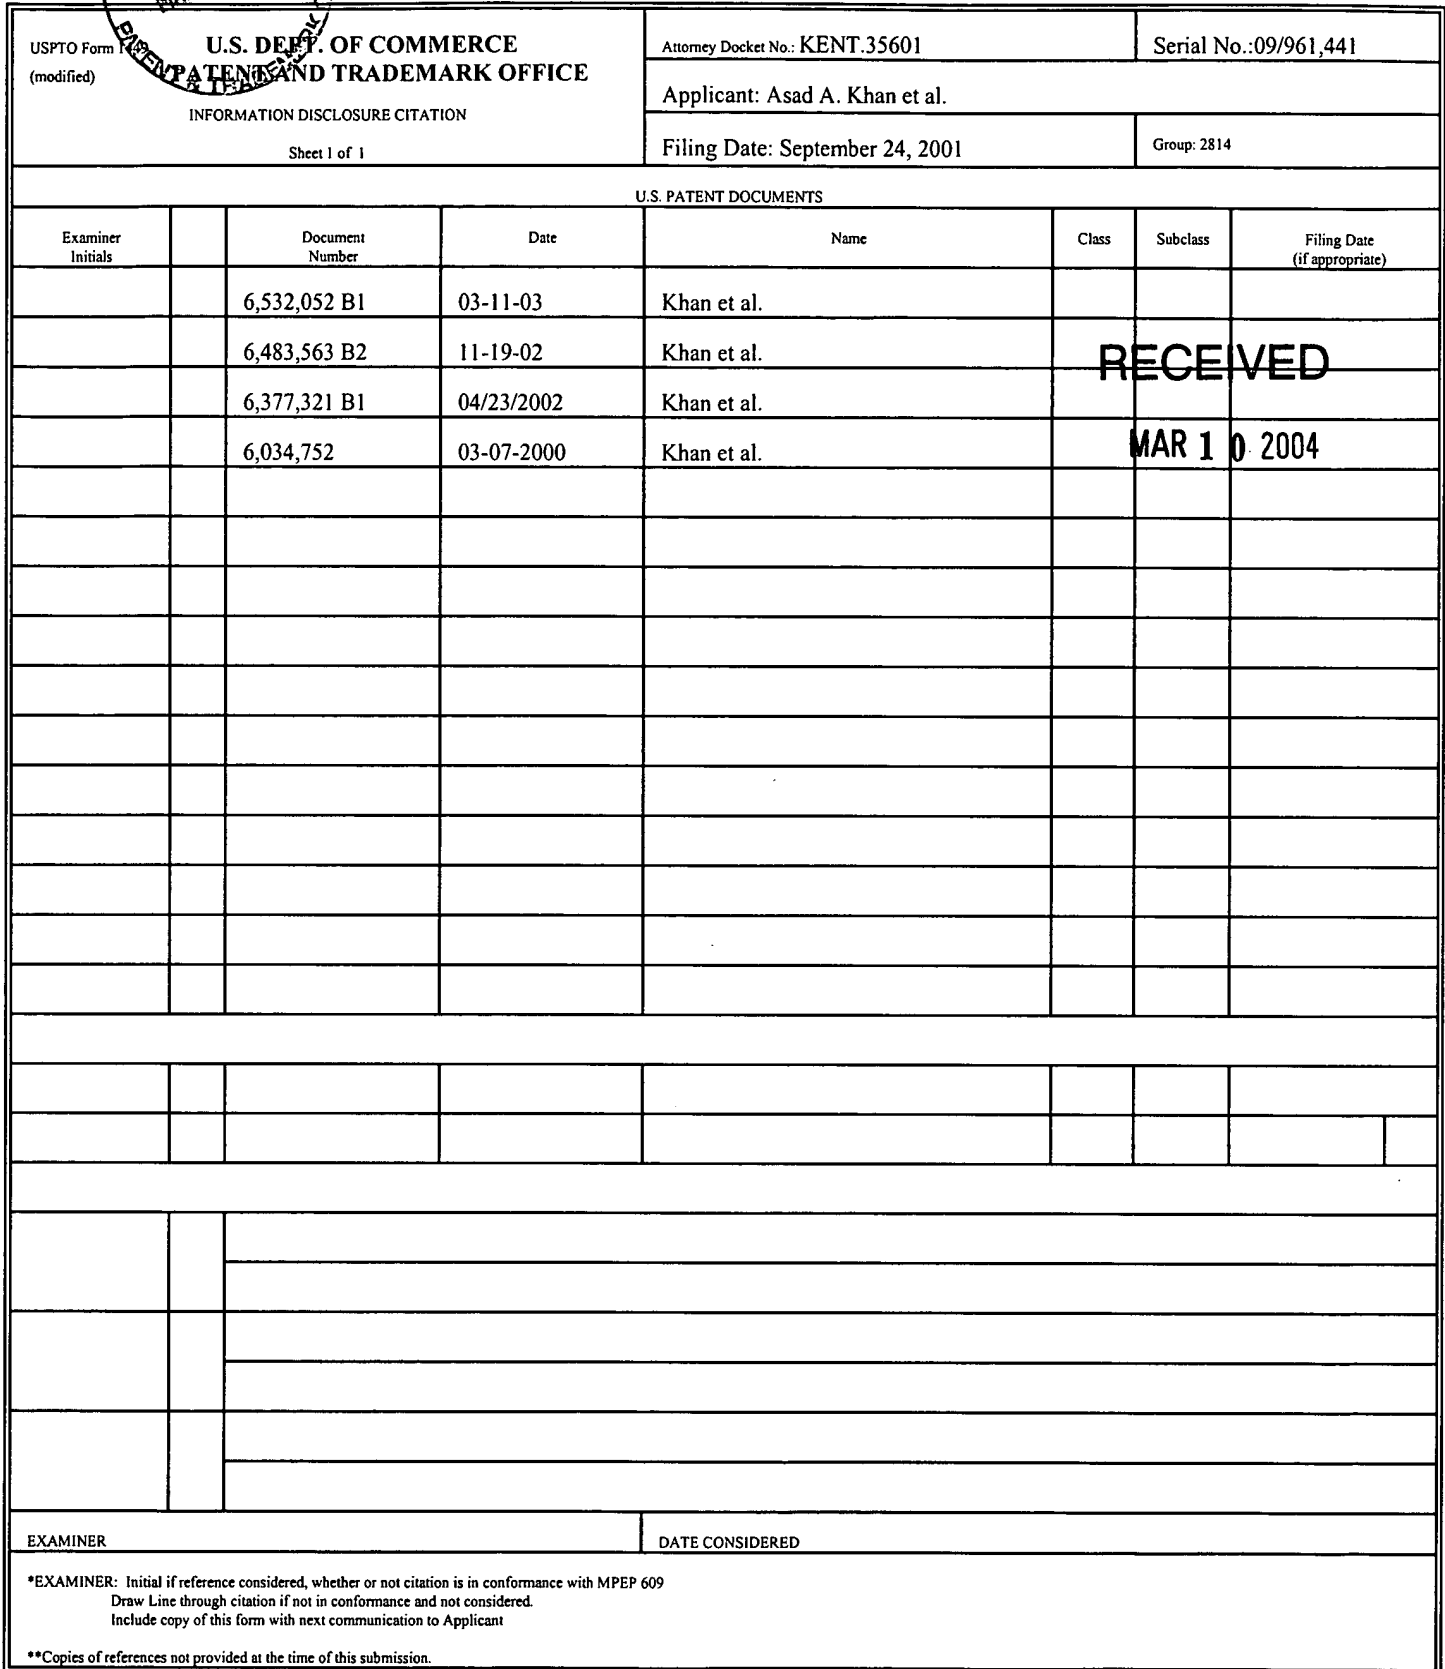 USPTO Form
(modified)
U.S. DEPT. OF COMMERCE
PATENT AND TRADEMARK OFFICE
INFORMATION DISCLOSURE CITATION
Sheet 1 of 1
PATENT & TRADEMARK
Attorney Docket No.: KENT.35601
Serial No.:09/961,441
Applicant: Asad A. Khan et al.
Filing Date: September 24, 2001
Group: 2814
U.S. PATENT DOCUMENTS
Examiner Initials Document Number Date Name Class Subclass Filing Date (if appropriate)
6,532,052 B1 03-11-03 Khan et al.
6,483,563 B2 11-19-02 Khan et al.
RECEIVED
6,377,321 B1 04/23/2002 Khan et al.
6,034,752 03-07-2000 Khan et al.
MAR 10 2004
EXAMINER
DATE CONSIDERED
*EXAMINER: Initial if reference considered, whether or not citation is in conformance with MPEP 609
Draw Line through citation if not in conformance and not considered.
Include copy of this form with next communication to Applicant
**Copies of references not provided at the time of this submission.